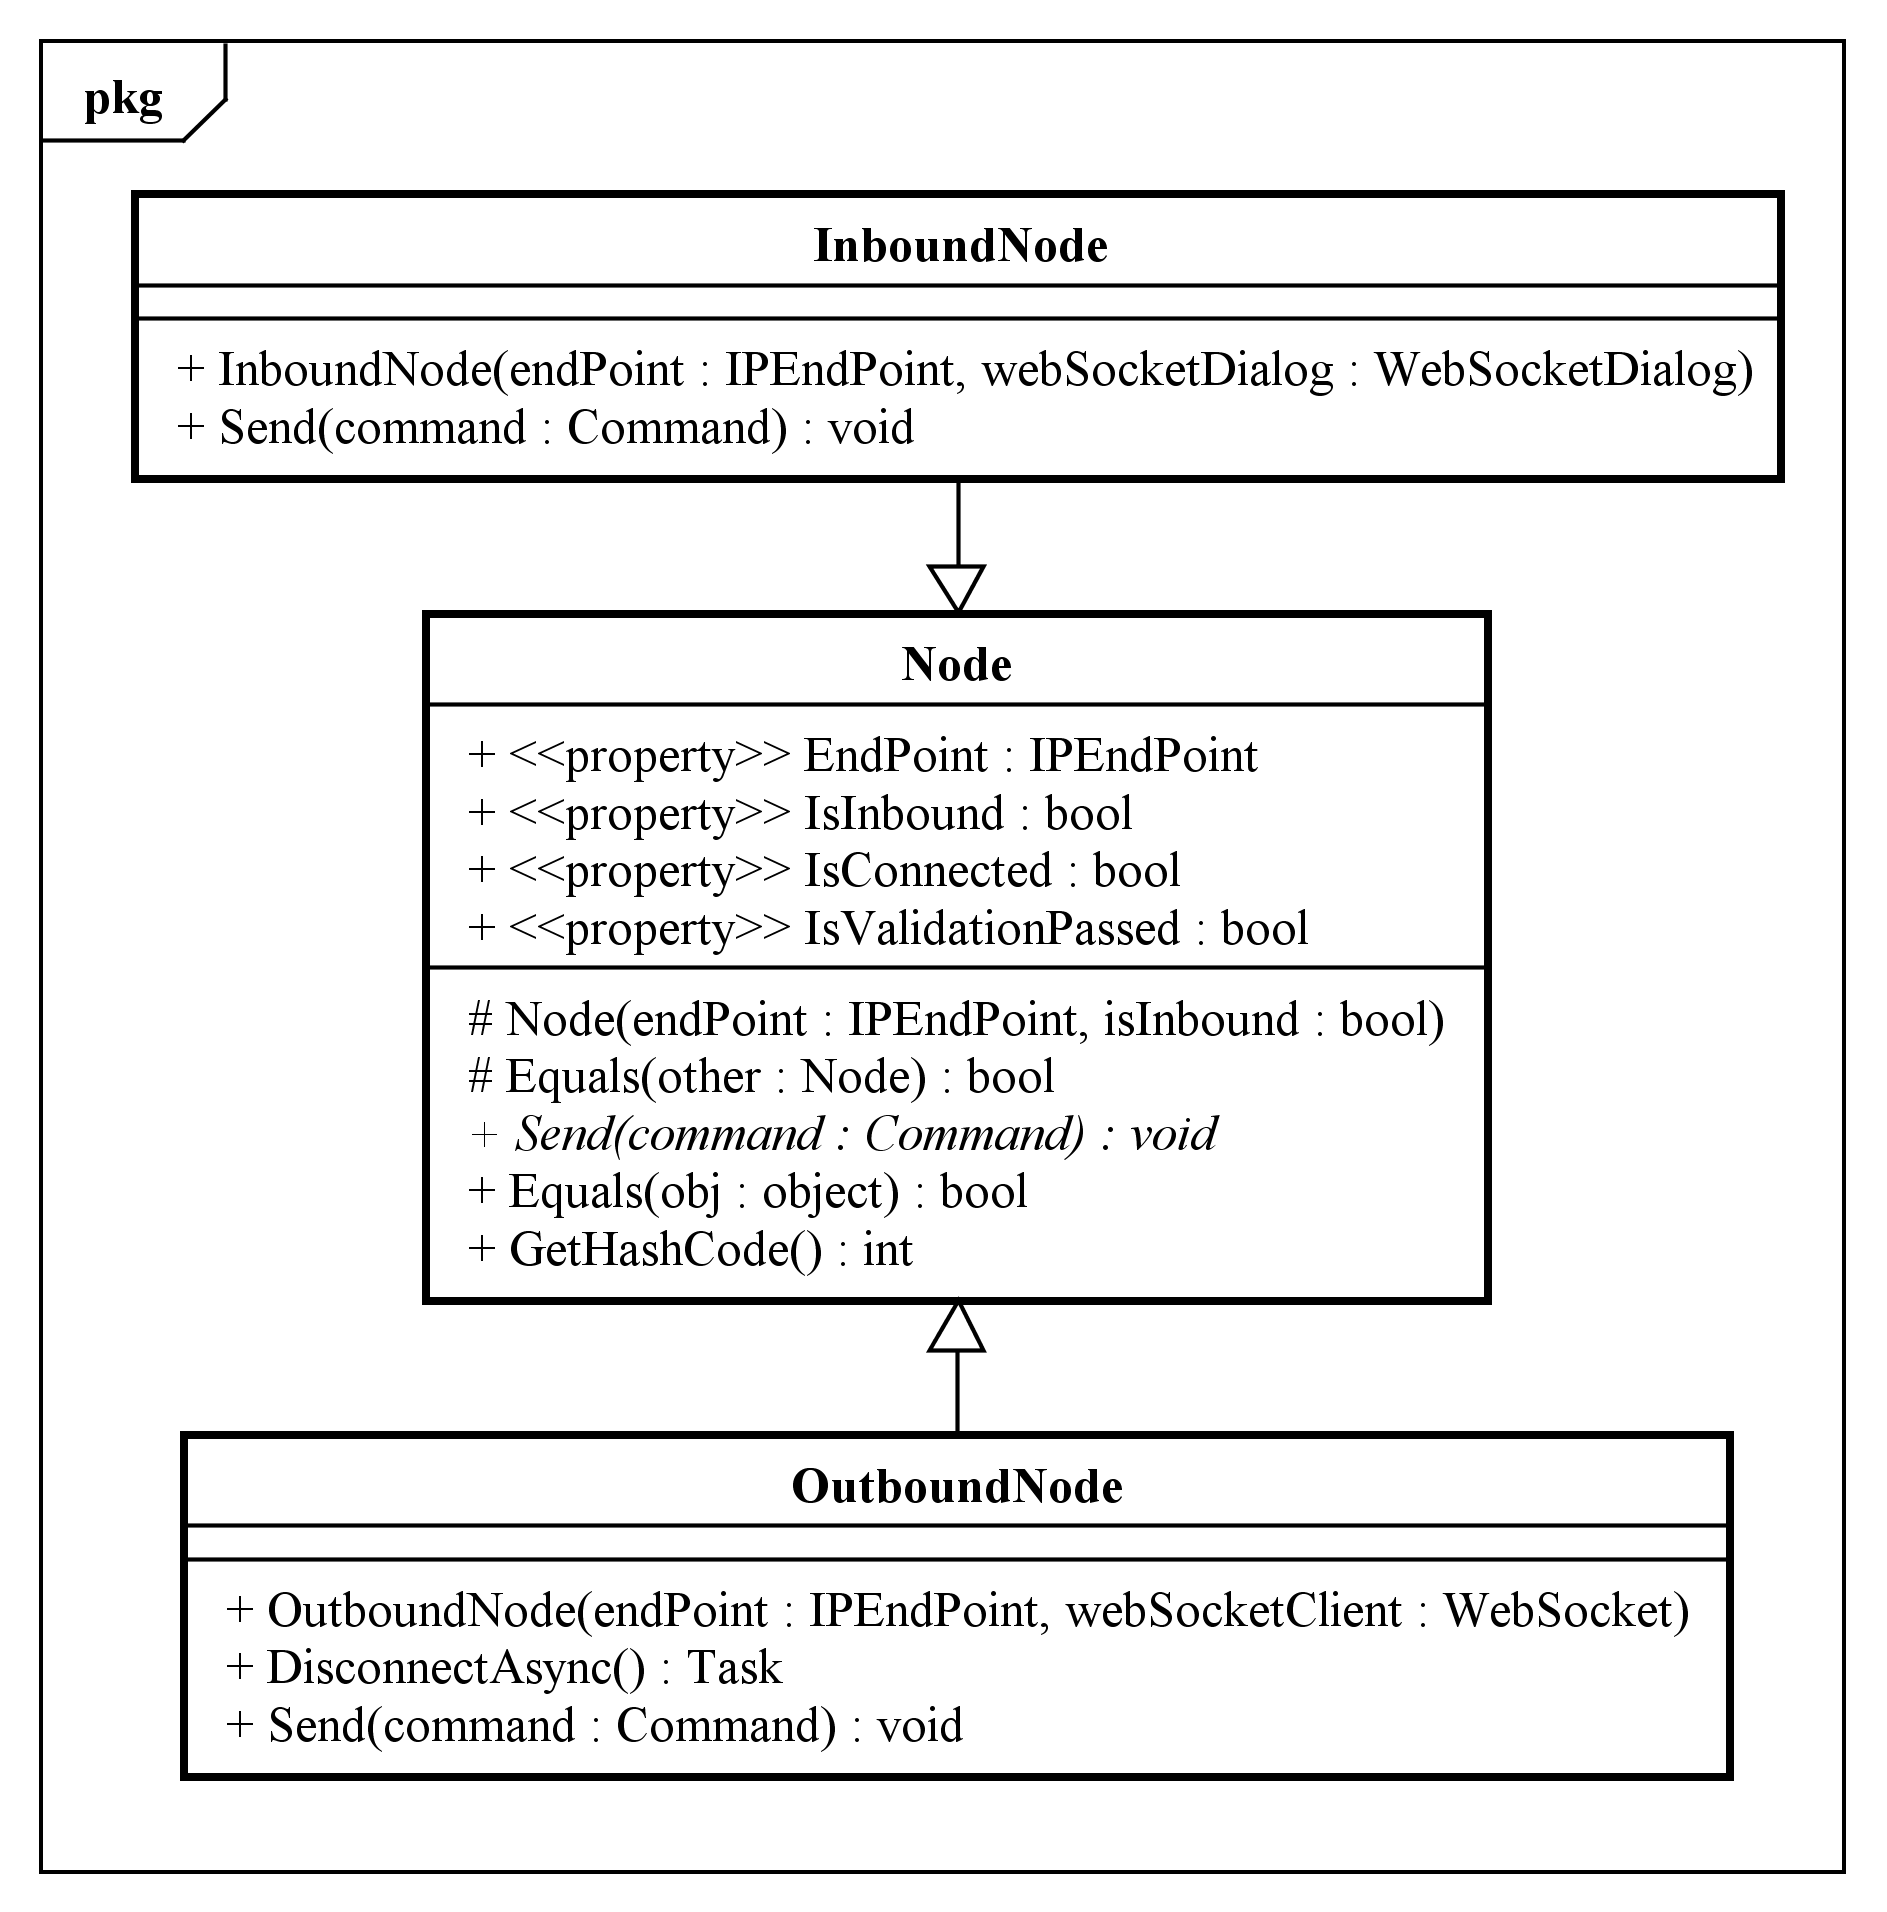 pkg
InboundNode
+ InboundNode(endPoint : IPEndPoint, webSocketDialog : WebSocketDialog)
+ Send(command : Command) : void
Node
+ <<property>> EndPoint : IPEndPoint
+ <<property>> IsInbound : bool
+ <<property>> IsConnected : bool
+ <<property>> IsValidationPassed : bool
# Node(endPoint : IPEndPoint, isInbound : bool)
# Equals(other : Node) : bool
+ Send(command : Command) : void
+ Equals(obj : object) : bool
+ GetHashCode() : int
OutboundNode
+ OutboundNode(endPoint : IPEndPoint, webSocketClient : WebSocket)
+ DisconnectAsync() : Task
+ Send(command : Command) : void